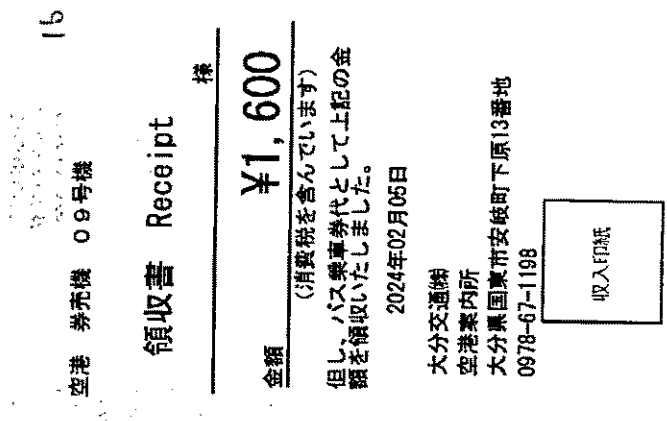 16
空港 券売機 09号機
領収書 Receipt
様
金額 ¥1,600
(消費税を含んでいます)
但し、バス乗車券代として上記の金
額を領収いたしました。
2024年02月05日
大分交通㈱
空港案内所
大分県国東市安岐町下原13番地
0978-67-1198
収入印紙